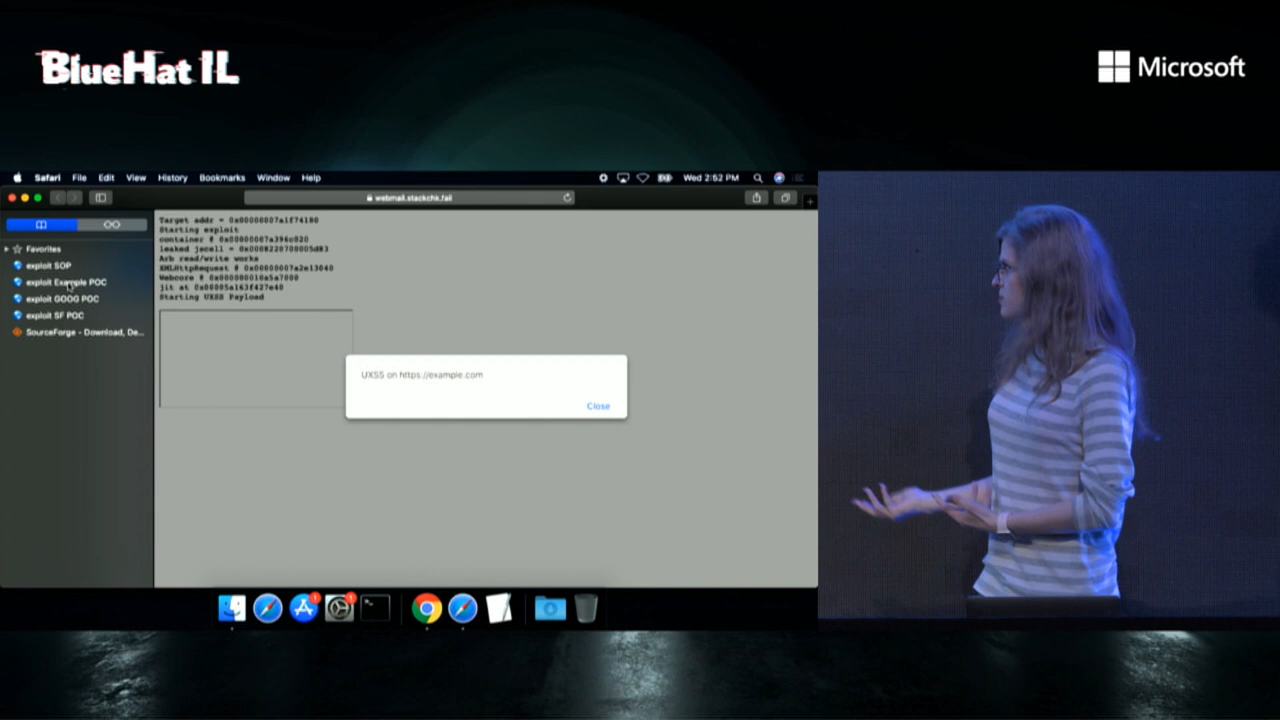 BlueHat IL
Microsoft
Safari File Edit View History Bookmarks Window Help
Wed 2:52 PM
webmail.stackchk.fail
Favorites
exploit SOP
exploit Example POC
exploit GOOG POC
exploit SF POC
SourceForge - Download, De...
Target addr = 0x00000007a1f74180
Starting exploit
container @ 0x00000007a396c020
leaked jscell = 0x0008220700005d83
Arb read/write works
XMLHttpRequest @ 0x00000007a2e13040
Webcore @ 0x000000010a5a7000
jit at 0x00005a163f427e40
Starting UXSS Payload
UXSS on https://example.com
Close
1
1